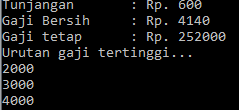 Tunjangan : Rp. 600
Gaji Bersih : Rp. 4140
Gaji tetap : Rp. 252000
Urutan gaji tertinggi...
2000
3000
4000